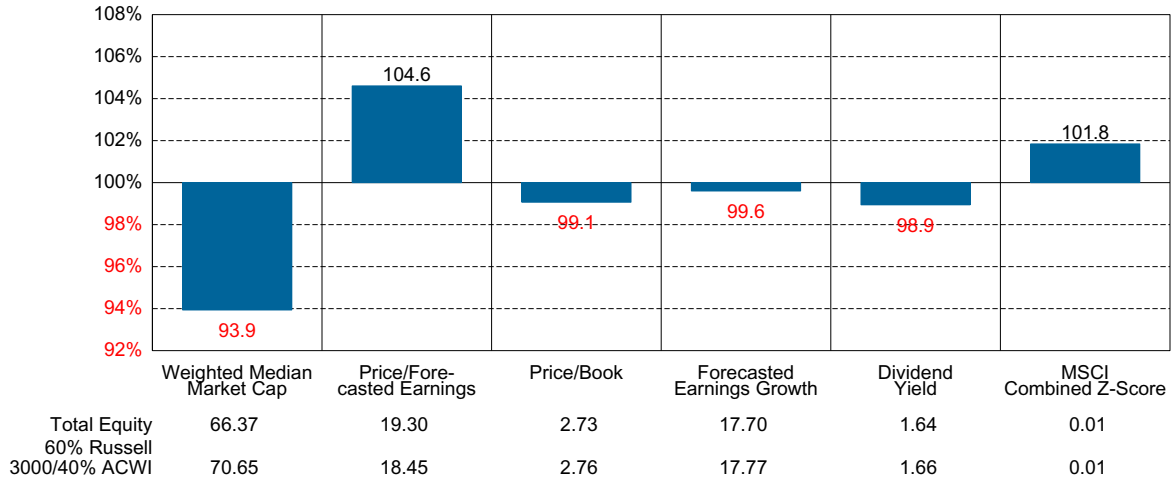 108%
106%
104%
102%
100%
98%
96%
94%
92%
93.9
104.6
99.1
99.6
98.9
101.8
Weighted Median
Market Cap
Price/Fore-
casted Earnings
Price/Book
Forecasted
Earnings Growth
Dividend
Yield
MSCI
Combined Z-Score
Total Equity 66.37 19.30 2.73 17.70 1.64 0.01
60% Russell
3000/40% ACWI 70.65 18.45 2.76 17.77 1.66 0.01